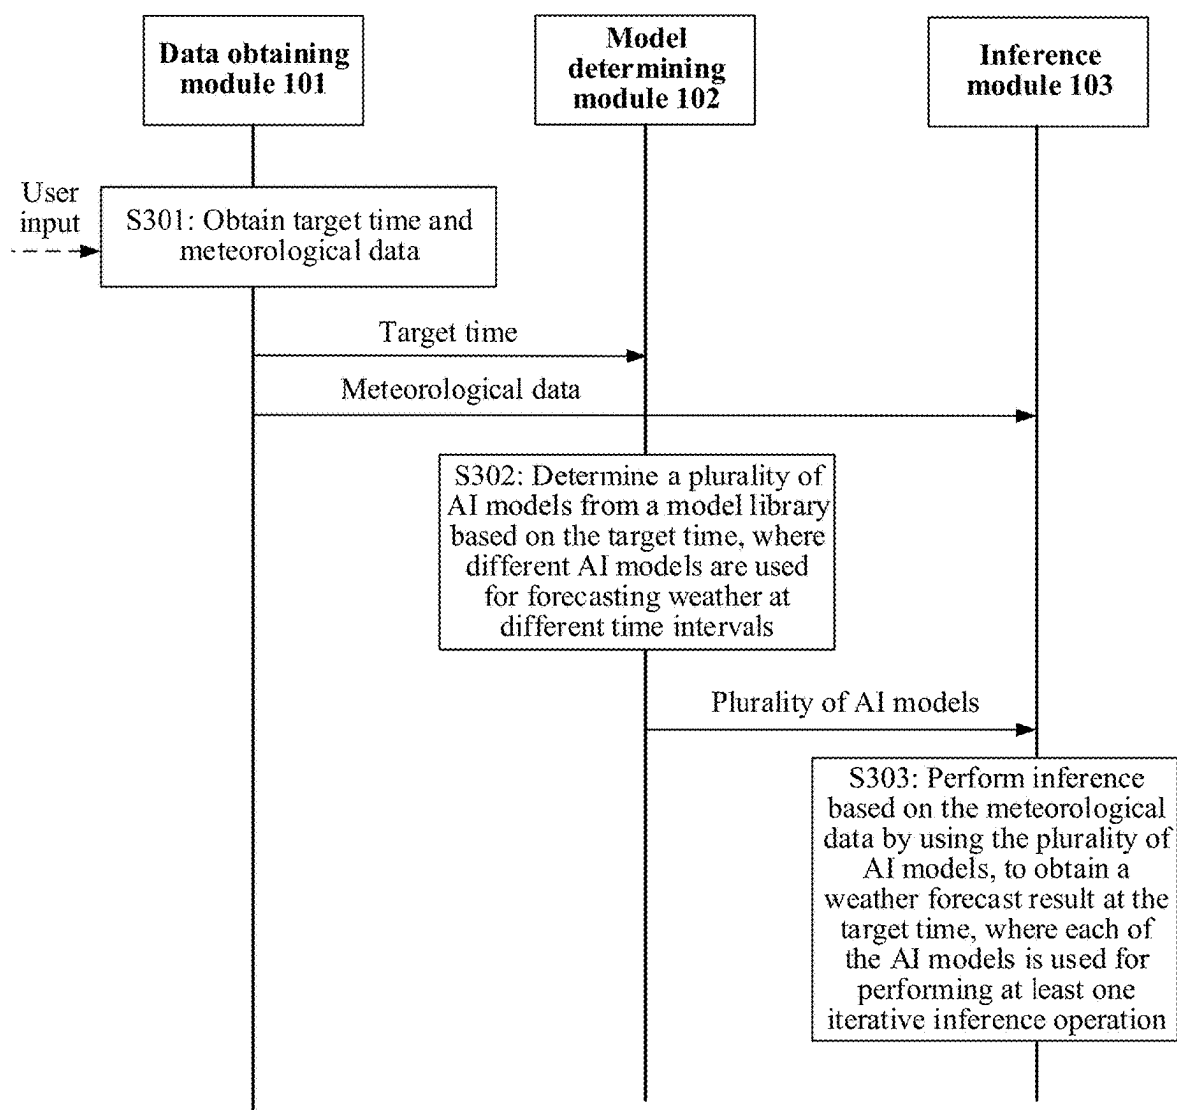 Data obtaining
module 101
Model
determining
module 102
Inference
module 103
User
input
S301: Obtain target time and
meteorological data
Target time
Meteorological data
S302: Determine a plurality of
AI models from a model library
based on the target time, where
different AI models are used
for forecasting weather at
different time intervals
Plurality of AI models
S303: Perform inference
based on the meteorological
data by using the plurality of
AI models, to obtain a
weather forecast result at the
target time, where each of
the AI models is used for
performing at least one
iterative inference operation